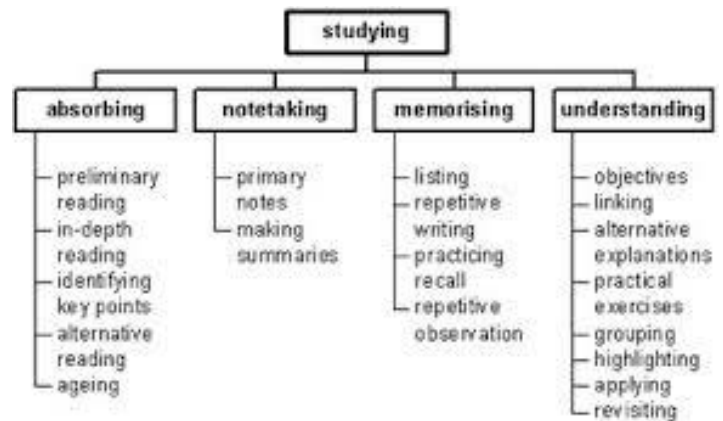 studying
absorbing
preliminary
reading
in-depth
reading
identifying
key points
alternative
reading
ageing
notetaking
primary
notes
making
summaries
memorising
listing
repetitive
writing
practicing
recall
repetitive
observation
understanding
objectives
linking
alternative
explanations
practical
exercises
grouping
highlighting
applying
revisiting